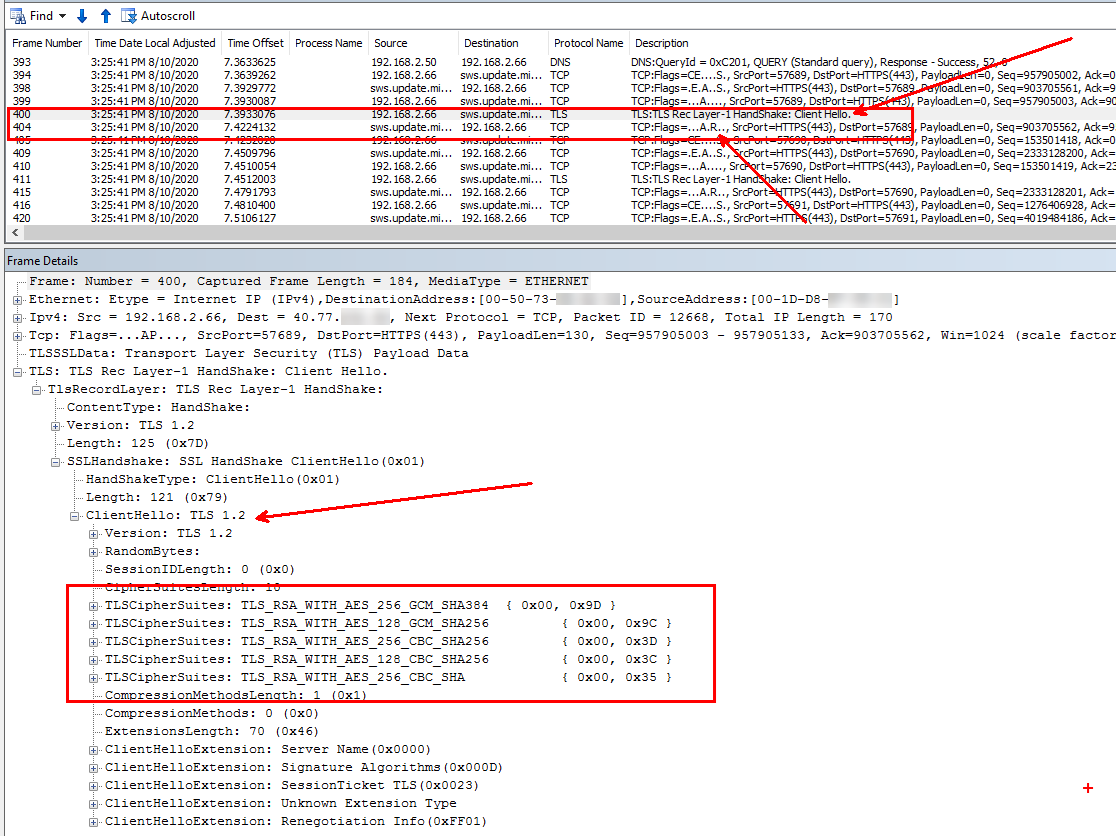 Find Autoscroll
Frame Number Time Date Local Adjusted Time Offset Process Name Source Destination Protocol Name Description
393 3:25:41 PM 8/10/2020 7.3633625 192.168.2.50 192.168.2.66 DNS DNS:QueryId = 0xC201, QUERY (Standard query), Response - Success, 52, 0
394 3:25:41 PM 8/10/2020 7.3639262 192.168.2.66 sws.update.mi... TCP TCP:Flags=CE....S., SrcPort=57689, DstPort=HTTPS(443), PayloadLen=0, Seq=957905002, Ack=0
398 3:25:41 PM 8/10/2020 7.3929772 sws.update.mi... 192.168.2.66 TCP TCP:Flags=.E.A..S., SrcPort=HTTPS(443), DstPort=57689, PayloadLen=0, Seq=903705561, Ack=9
399 3:25:41 PM 8/10/2020 7.3930087 192.168.2.66 sws.update.mi... TCP TCP:Flags=...A...., SrcPort=57689, DstPort=HTTPS(443), PayloadLen=0, Seq=957905003, Ack=9
400 3:25:41 PM 8/10/2020 7.3933076 192.168.2.66 sws.update.mi... TLS TLS:TLS Rec Layer-1 HandShake: Client Hello.
404 3:25:41 PM 8/10/2020 7.4224132 sws.update.mi... 192.168.2.66 TCP TCP:Flags=...A.R.., SrcPort=HTTPS(443), DstPort=57689, PayloadLen=0, Seq=903705562, Ack=9
3:25:41 PM 8/10/2020 192.168.2.66 sws.update.mi... TCP PayloadLen=0, Seq=153501418, Ack=0
409 3:25:41 PM 8/10/2020 7.4509796 sws.update.mi... 192.168.2.66 TCP TCP:Flags=.E.A..S., SrcPort=HTTPS(443), DstPort=57690, PayloadLen=0, Seq=2333128200, Ack=
410 3:25:41 PM 8/10/2020 7.4510054 192.168.2.66 sws.update.mi... TCP TCP:Flags=...A...., SrcPort=57690, DstPort=HTTPS(443), PayloadLen=0, Seq=153501419, Ack=23
411 3:25:41 PM 8/10/2020 7.4512003 192.168.2.66 sws.update.mi... TLS TLS:TLS Rec Layer-1 HandShake: Client Hello.
415 3:25:41 PM 8/10/2020 7.4791793 sws.update.mi... 192.168.2.66 TCP TCP:Flags=...A.R.., SrcPort=HTTPS(443), DstPort=57690, PayloadLen=0, Seq=2333128201, Ack=
416 3:25:41 PM 8/10/2020 7.4810400 192.168.2.66 sws.update.mi... TCP TCP:Flags=CE....S., SrcPort=57691, DstPort=HTTPS(443), PayloadLen=0, Seq=1276406928, Ack=
420 3:25:41 PM 8/10/2020 7.5106127 sws.update.mi... 192.168.2.66 TCP TCP:Flags=.E.A..S., SrcPort=HTTPS(443), DstPort=57691, PayloadLen=0, Seq=4019484186, Ack=
Frame Details
Frame: Number = 400, Captured Frame Length = 184, MediaType = ETHERNET
Ethernet: Etype = Internet IP (IPv4),DestinationAddress:[00-50-73- ],SourceAddress:[00-1D-D8- ]
Ipv4: Src = 192.168.2.66, Dest = 40.77. , Next Protocol = TCP, Packet ID = 12668, Total IP Length = 170
Tcp: Flags=...AP..., SrcPort=57689, DstPort=HTTPS(443), PayloadLen=130, Seq=957905003 - 957905133, Ack=903705562, Win=1024 (scale factor
TLSSSLData: Transport Layer Security (TLS) Payload Data
TLS: TLS Rec Layer-1 HandShake: Client Hello.
TlsRecordLayer: TLS Rec Layer-1 HandShake:
ContentType: HandShake:
Version: TLS 1.2
Length: 125 (0x7D)
SSLHandshake: SSL HandShake ClientHello(0x01)
HandShakeType: ClientHello(0x01)
Length: 121 (0x79)
ClientHello: TLS 1.2
Version: TLS 1.2
RandomBytes:
SessionIDLength: 0 (0x0)
CipherSuitesLength: 10
TLSCipherSuites: TLS_RSA_WITH_AES_256_GCM_SHA384 { 0x00, 0x9D }
TLSCipherSuites: TLS_RSA_WITH_AES_128_GCM_SHA256 { 0x00, 0x9C }
TLSCipherSuites: TLS_RSA_WITH_AES_256_CBC_SHA256 { 0x00, 0x3D }
TLSCipherSuites: TLS_RSA_WITH_AES_128_CBC_SHA256 { 0x00, 0x3C }
TLSCipherSuites: TLS_RSA_WITH_AES_256_CBC_SHA { 0x00, 0x35 }
CompressionMethodsLength: 1 (0x1)
CompressionMethods: 0 (0x0)
ExtensionsLength: 70 (0x46)
ClientHelloExtension: Server Name(0x0000)
ClientHelloExtension: Signature Algorithms(0x000D)
ClientHelloExtension: SessionTicket TLS(0x0023)
ClientHelloExtension: Unknown Extension Type
ClientHelloExtension: Renegotiation Info(0xFF01)